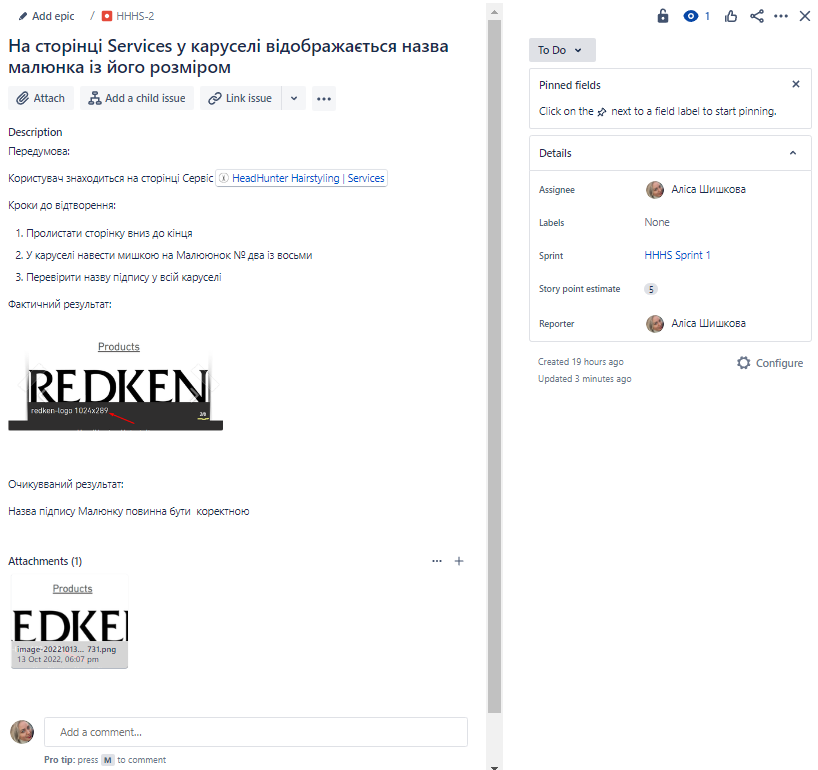 Add epic / HHHS-2
1
На сторінці Services у каруселі відображається назва
малюнка із його розміром
Attach Add a child issue Link issue
Description
Передумова:
Користувач знаходиться на сторінці Сервіс HeadHunter Hairstyling | Services
Кроки до відтворення:
1. Пролистати сторінку вниз до кінця
2. У каруселі навести мишкою на Малююнок № два із восьми
3. Перевірити назву підпису у всій каруселі
Фактичний результат:
Products
REDKEN
redken-logo 1024x289
2/8
Очикувваний результат:
Назва підпису Малюнку повинна бути коректною
Attachments (1)
Products
EDKE
image-20221013... 731.png
13 Oct 2022, 06:07 pm
Add a comment...
Pro tip: press M to comment
To Do
Pinned fields
Click on the next to a field label to start pinning.
Details
Assignee Аліса Шишкова
Labels None
Sprint HHHS Sprint 1
Story point estimate 5
Reporter Аліса Шишкова
Created 19 hours ago Configure
Updated 3 minutes ago